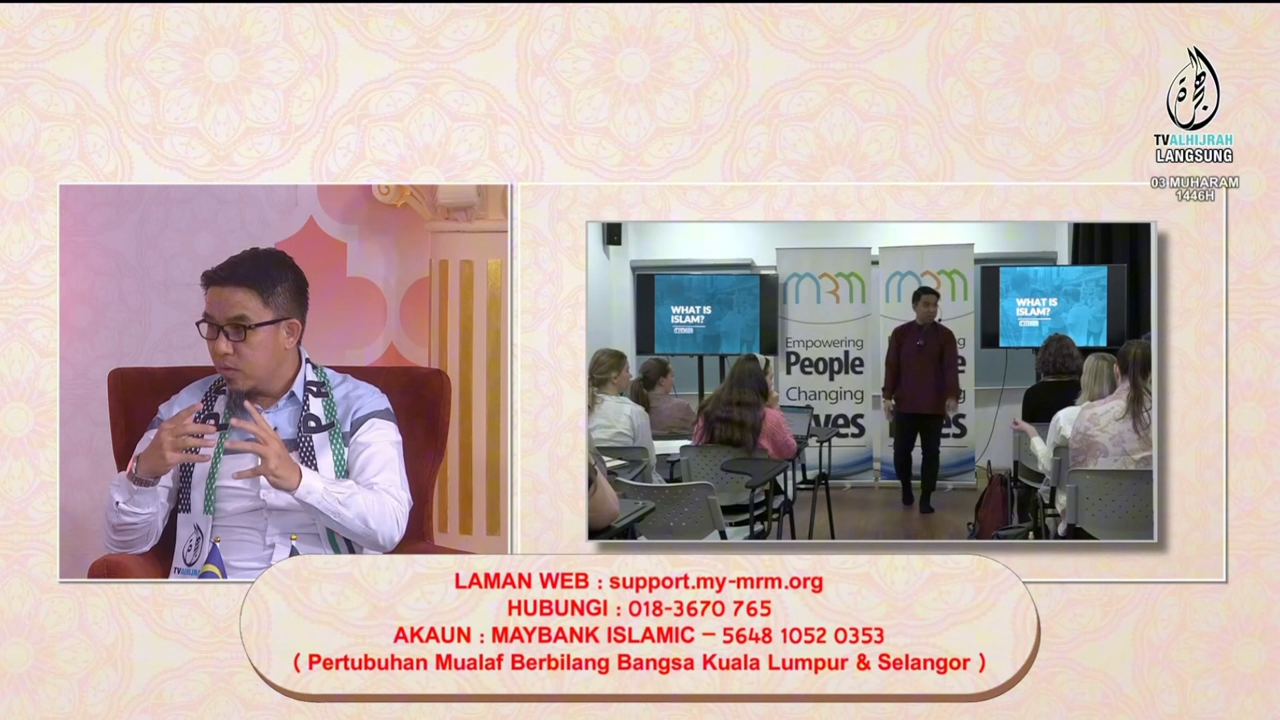 الهجرة
TVALHIJRAH
LANGSUNG
03 MUHARAM
1446H
WHAT IS
ISLAM?
mrm
Empowering
People
Changing
mrm
WHAT IS
ISLAM?
LAMAN WEB : support.my-mrm.org
HUBUNGI : 018-3670 765
AKAUN : MAYBANK ISLAMIC – 5648 1052 0353
( Pertubuhan Mualaf Berbilang Bangsa Kuala Lumpur & Selangor )